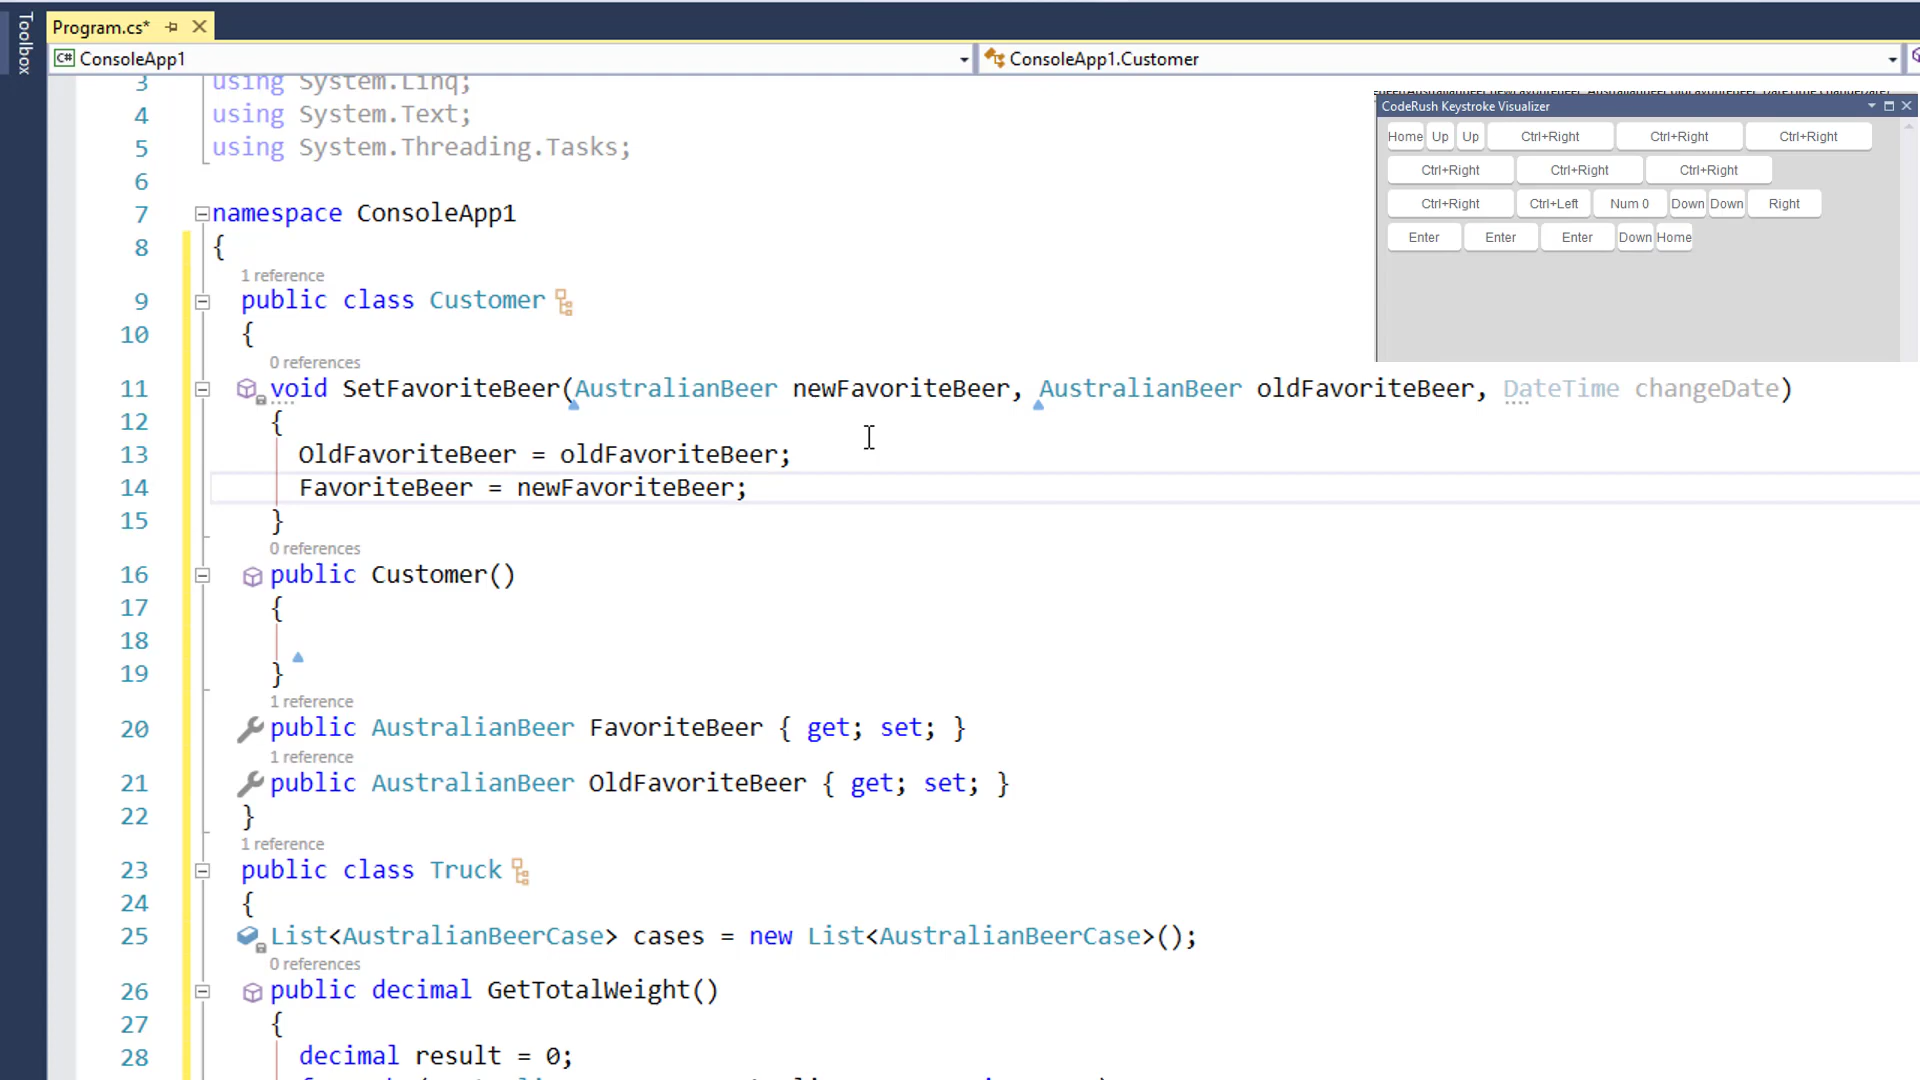 Toolbox
Program.cs*
ConsoleApp1
ConsoleApp1.Customer
CodeRush Keystroke Visualizer
Home Up Up Ctrl+Right Ctrl+Right Ctrl+Right
Ctrl+Right Ctrl+Right Ctrl+Right
Ctrl+Right Ctrl+Left Num 0 Down Down Right
Enter Enter Enter Down Home
3 using System.Linq;
4 using System.Text;
5 using System.Threading.Tasks;
6
7 namespace ConsoleApp1
8 {
1 reference
9 public class Customer
10 {
0 references
11 void SetFavoriteBeer(AustralianBeer newFavoriteBeer, AustralianBeer oldFavoriteBeer, DateTime changeDate)
12 {
13 OldFavoriteBeer = oldFavoriteBeer;
14 FavoriteBeer = newFavoriteBeer;
15 }
0 references
16 public Customer()
17 {
18
19 }
1 reference
20 public AustralianBeer FavoriteBeer { get; set; }
1 reference
21 public AustralianBeer OldFavoriteBeer { get; set; }
22 }
1 reference
23 public class Truck
24 {
25 List<AustralianBeerCase> cases = new List<AustralianBeerCase>();
0 references
26 public decimal GetTotalWeight()
27 {
28 decimal result = 0;